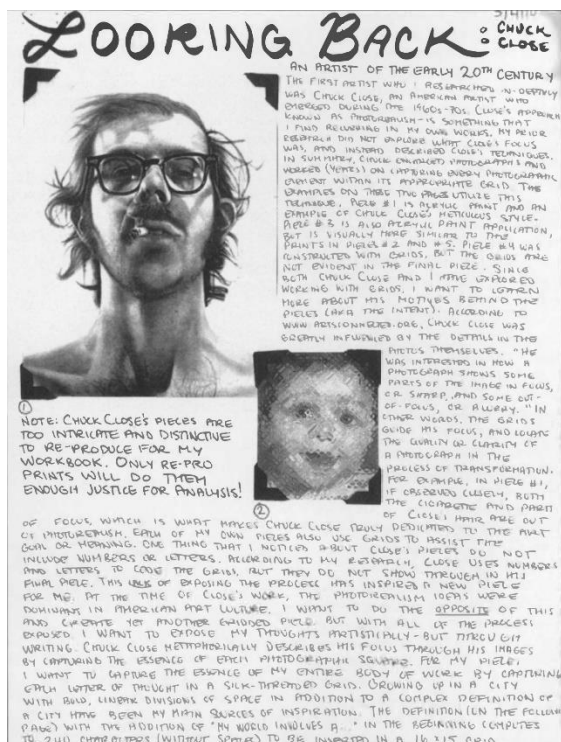 LOOKING BACK
: CHUCK
: CLOSE
AN ARTIST OF THE EARLY 20TH CENTURY
THE FIRST ARTIST WHO I RESEARCHED IN-DEPTHLY
WAS CHUCK CLOSE, AN AMERICAN ARTIST WHO
EMERGED DURING THE 1960s-70s. CLOSE'S APPROACH
KNOWN AS PHOTOREALISM-IS SOMETHING THAT
I FIND RECURRING IN MY OWN WORKS. MY PRIOR
RESEARCH DID NOT EXPLORE WHAT CLOSE'S FOCUS
WAS, AND INSTEAD DESCRIBED CLOSE'S TECHNIQUES.
IN SUMMARY, CHUCK ENLARGED PHOTOGRAPHS AND
WORKED (YEARS) ON CAPTURING EVERY PHOTOGRAPHIC
ELEMENT WITHIN ITS APPROPRIATE GRID. THE
EXAMPLES ON THESE TWO PAGES UTILIZE THIS
TECHNIQUE. PIECE #1 IS ACRYLIC PAINT AND AN
EXAMPLE OF CHUCK CLOSE'S METICULOUS STYLE.
PIECE #3 IS ALSO ACRYLIC PAINT APPLICATION,
BUT IS VISUALLY MORE SIMILAR TO THE
PRINTS IN PIECES #2 AND #5. PIECE #4 WAS
CONSTRUCTED WITH GRIDS, BUT THE GRIDS ARE
NOT EVIDENT IN THE FINAL PIECE. SINCE
BOTH CHUCK CLOSE AND I HAVE EXPLORED
WORKING WITH GRIDS, I WANT TO LEARN
MORE ABOUT HIS MOTIVES BEHIND THE
PIECES (AKA THE INTENT). ACCORDING TO
WWW.ARTSCONNECTED.ORG, CHUCK CLOSE WAS
GREATLY INFLUENCED BY THE DETAILS IN THE
PHOTOS THEMSELVES. "HE
WAS INTERESTED IN HOW A
PHOTOGRAPH SHOWS SOME
PARTS OF THE IMAGE IN FOCUS,
OR SHARP, AND SOME OUT-
OF-FOCUS, OR BLURRY." IN
OTHER WORDS, THE GRIDS
GUIDE HIS FOCUS, AND LOCATE
THE QUALITY OR CLARITY OF
A PHOTOGRAPH IN THE
PROCESS OF TRANSFORMATION.
FOR EXAMPLE, IN PIECE #1,
IF OBSERVED CLOSELY, BOTH
THE CIGARETTE AND PART
OF CLOSE'S HAIR ARE OUT
①
NOTE: CHUCK CLOSE'S PIECES ARE
TOO INTRICATE AND DISTINCTIVE
TO RE-PRODUCE FOR MY
WORKBOOK. ONLY RE-PRO
PRINTS WILL DO THEM
ENOUGH JUSTICE FOR ANALYSIS!
②
OF FOCUS, WHICH IS WHAT MAKES CHUCK CLOSE TRULY DEDICATED TO THE ART
OF PHOTOREALISM. EACH OF MY OWN PIECES ALSO USE GRIDS TO ASSIST THE
GOAL OR MEANING. ONE THING THAT I NOTICED ABOUT CLOSE'S PIECES DO NOT
INCLUDE NUMBERS OR LETTERS. ACCORDING TO MY RESEARCH, CLOSE USES NUMBERS
AND LETTERS TO CODE THE GRIDS, BUT THEY DO NOT SHOW THROUGH IN HIS
FINAL PIECE. THIS OF EXPOSING THE PROCESS HAS INSPIRED A NEW PIECE
FOR ME. AT THE TIME OF CLOSE'S WORK, THE PHOTOREALISM IDEAS WERE
DOMINANT IN AMERICAN ART CULTURE. I WANT TO DO THE OPPOSITE OF THIS
AND CREATE YET ANOTHER GRIDDED PIECE. BUT WITH ALL OF THE PROCESS
EXPOSED. I WANT TO EXPOSE MY THOUGHTS ARTISTICALLY-BUT THROUGH
WRITING. CHUCK CLOSE METAPHORICALLY DESCRIBES HIS FOCUS THROUGH HIS IMAGES
BY CAPTURING THE ESSENCE OF EACH PHOTOGRAPHIC SQUARE. FOR MY PIECE,
I WANT TO CAPTURE THE ESSENCE OF MY ENTIRE BODY OF WORK BY CAPTURING
EACH LETTER OF THOUGHT IN A SILK-THREADED GRID. GROWING UP IN A CITY
WITH BOLD, LINEAR DIVISIONS OF SPACE IN ADDITION TO A COMPLEX DEFINITION OF
A CITY HAVE BEEN MY MAIN SOURCES OF INSPIRATION. THE DEFINITION (ON THE FOLLOWING
PAGE) WITH THE ADDITION OF "MY WORLD INVOLVES A..." IN THE BEGINNING COMPUTES
TO 240 CHARACTERS (WITHOUT SPACES) TO BE INSERTED IN A 16 X 15 GRID